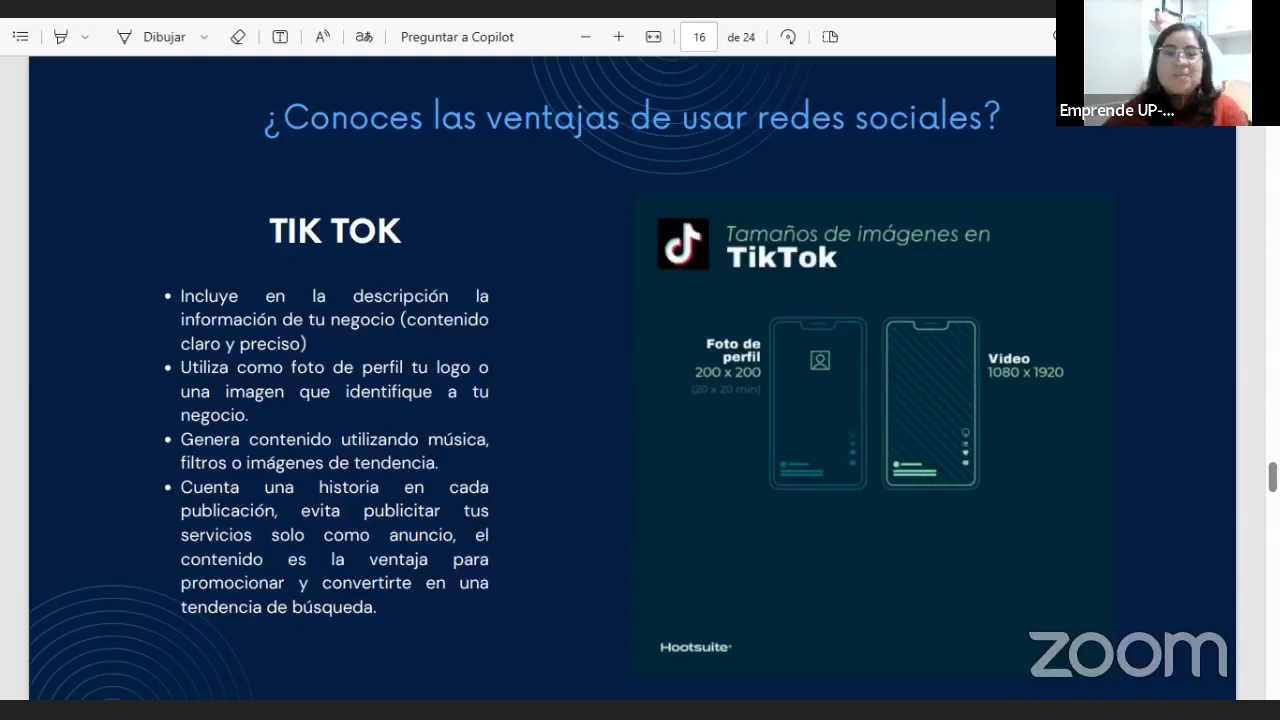 Dibujar
Preguntar a Copilot
16
de 24
Emprende UP-...
¿Conoces las ventajas de usar redes sociales?
TIK TOK
• Incluye en la descripción la
información de tu negocio (contenido
claro y preciso)
• Utiliza como foto de perfil tu logo o
una imagen que identifique a tu
negocio.
• Genera contenido utilizando música,
filtros o imágenes de tendencia.
• Cuenta una historia en cada
publicación, evita publicitar tus
servicios solo como anuncio, el
contenido es la ventaja para
promocionar y convertirte en una
tendencia de búsqueda.
Tamaños de imágenes en
TikTok
Foto de
perfil
200 x 200
(20 x 20 min)
Video
1080 x 1920
Hootsuite
zoom